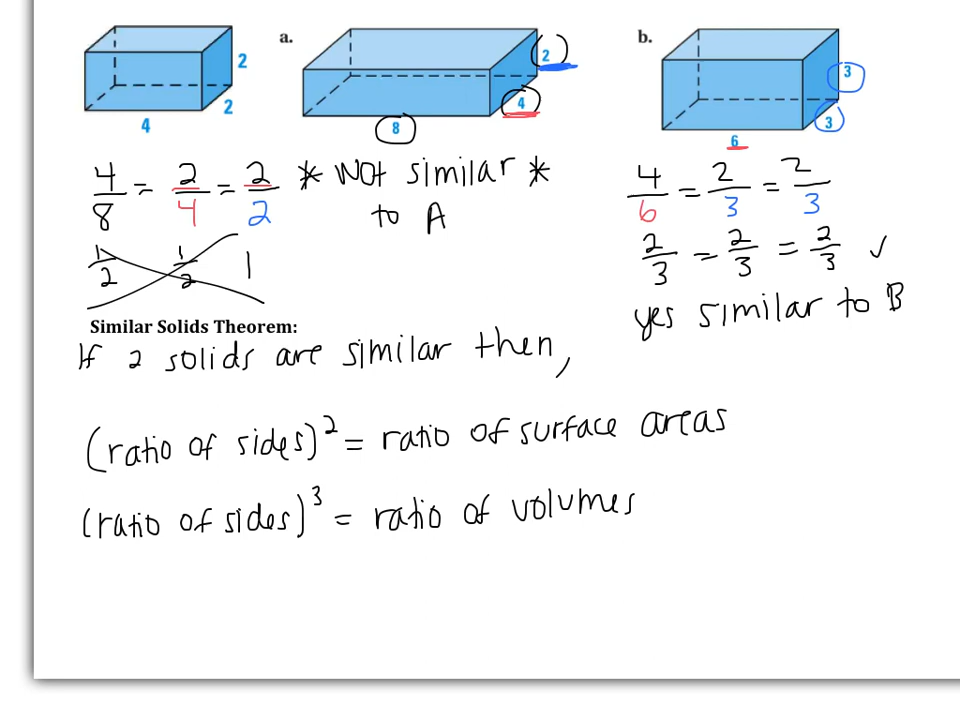 2
2
4
a.
2
4
8
b.
3
3
6
4/8 = 2/4 = 2/2 * NOT similar *
to A
1/2 1/2 1
4/6 = 2/3 = 2/3
2/3 = 2/3 = 2/3 ✓
yes similar to B
Similar Solids Theorem:
If 2 solids are similar then,
(ratio of sides)² = ratio of surface areas
(ratio of sides)³ = ratio of volumes